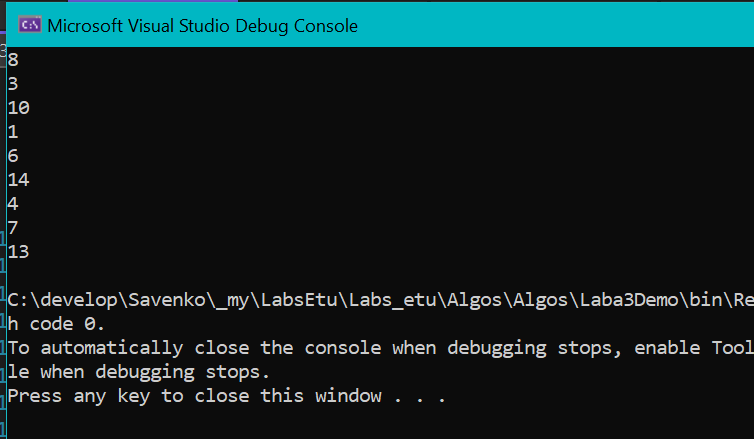 Microsoft Visual Studio Debug Console
8
3
10
1
6
14
4
7
13
C:\develop\Savenko\_my\LabsEtu\Labs_etu\Algos\Algos\Laba3Demo\bin\Re
h code 0.
To automatically close the console when debugging stops, enable Tool
le when debugging stops.
Press any key to close this window . . .